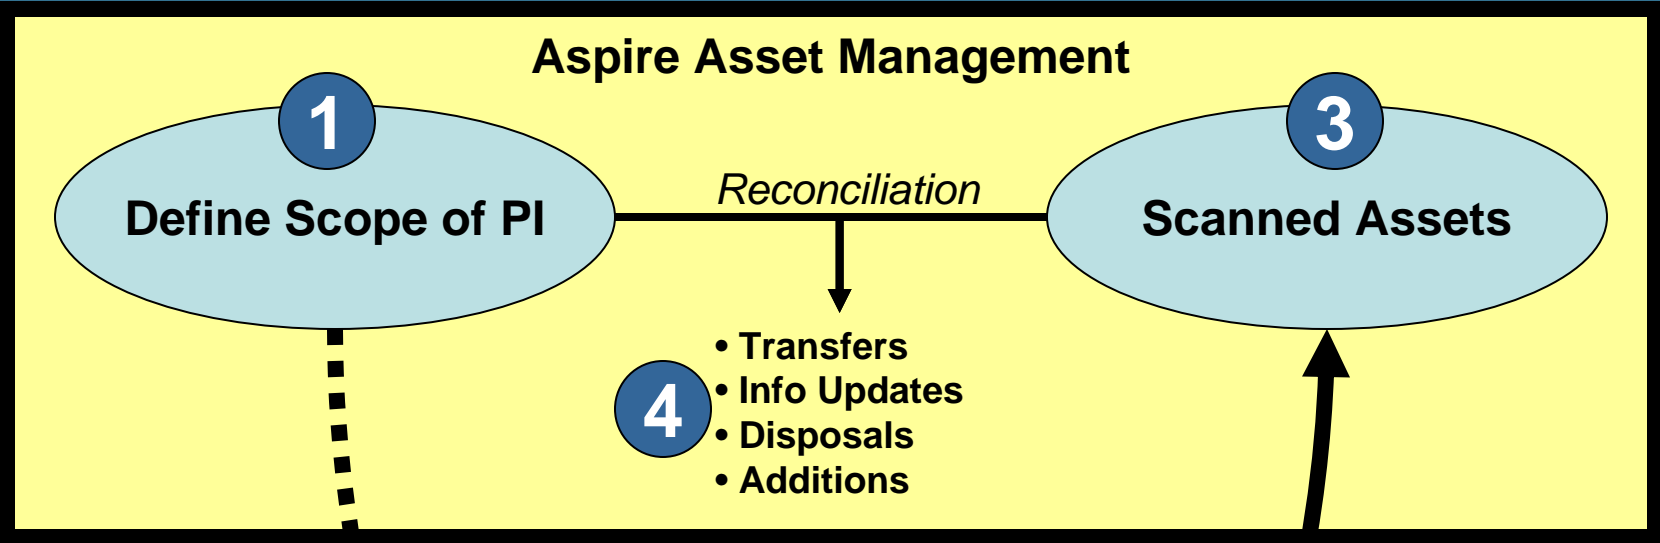 Aspire Asset Management
1
3
Define Scope of PI
Reconciliation
Scanned Assets
4
• Transfers
• Info Updates
• Disposals
• Additions